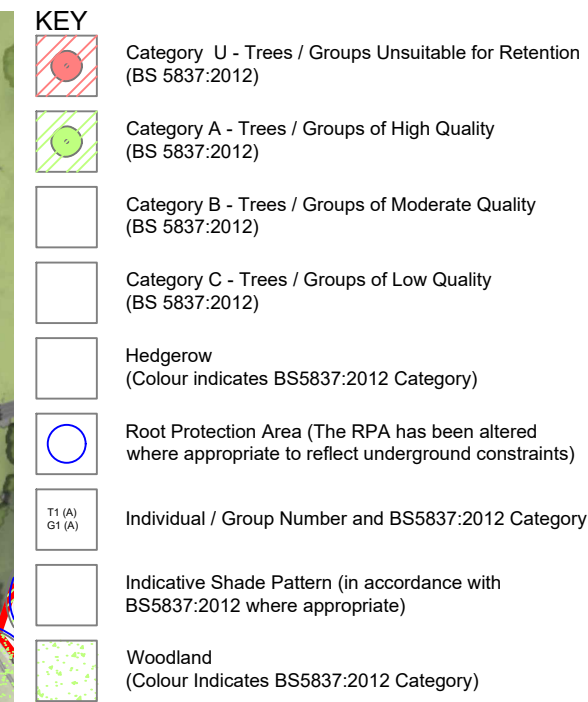 KEY
Category U - Trees / Groups Unsuitable for Retention
(BS 5837:2012)
Category A - Trees / Groups of High Quality
(BS 5837:2012)
Category B - Trees / Groups of Moderate Quality
(BS 5837:2012)
Category C - Trees / Groups of Low Quality
(BS 5837:2012)
Hedgerow
(Colour indicates BS5837:2012 Category)
Root Protection Area (The RPA has been altered
where appropriate to reflect underground constraints)
T1 (A)
G1 (A)
Individual / Group Number and BS5837:2012 Category
Indicative Shade Pattern (in accordance with
BS5837:2012 where appropriate)
Woodland
(Colour Indicates BS5837:2012 Category)